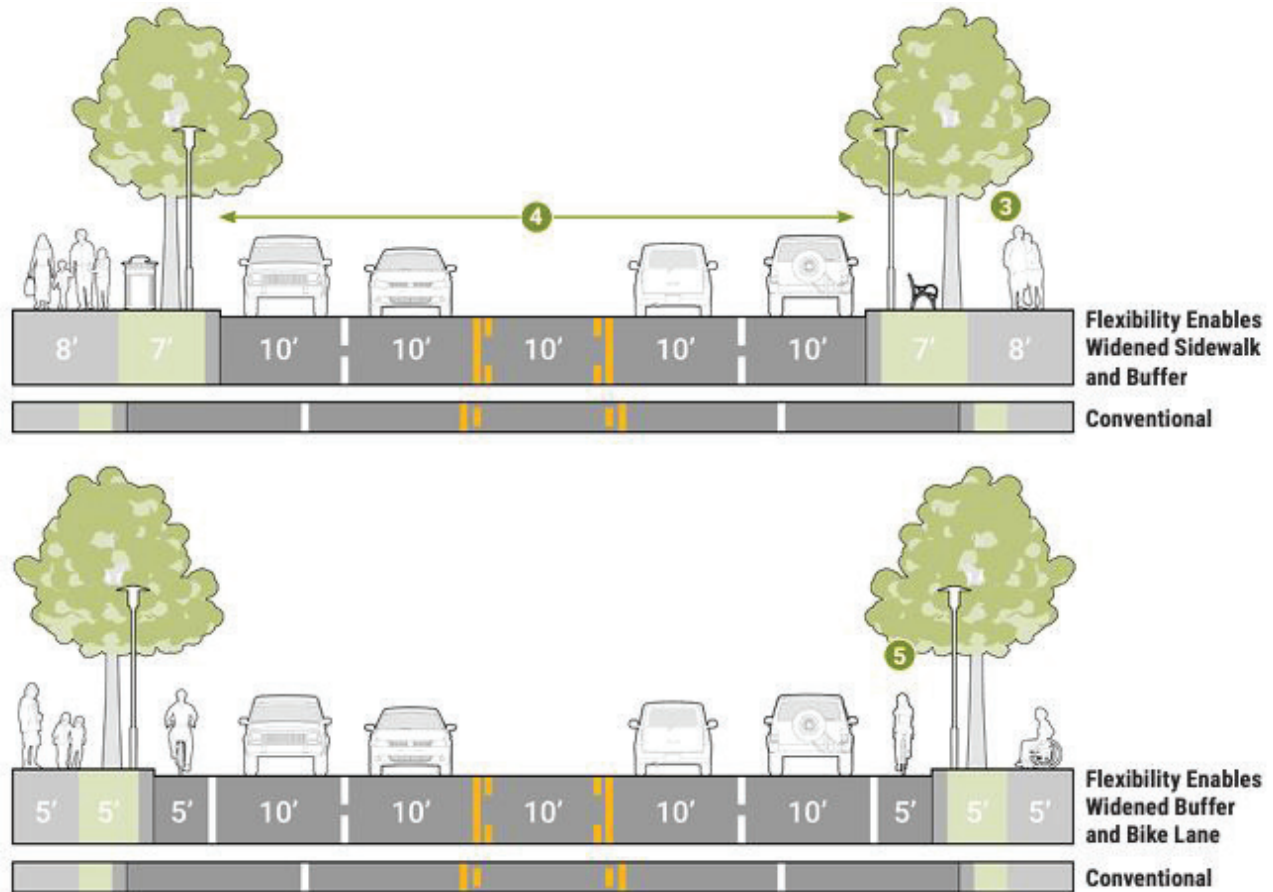 4
3
8’ 7’ 10’ 10’ 10’ 10’ 10’ 7’ 8’
Flexibility Enables
Widened Sidewalk
and Buffer
Conventional
5
5’ 5’ 5’ 10’ 10’ 10’ 10’ 10’ 5’ 5’ 5’
Flexibility Enables
Widened Buffer
and Bike Lane
Conventional